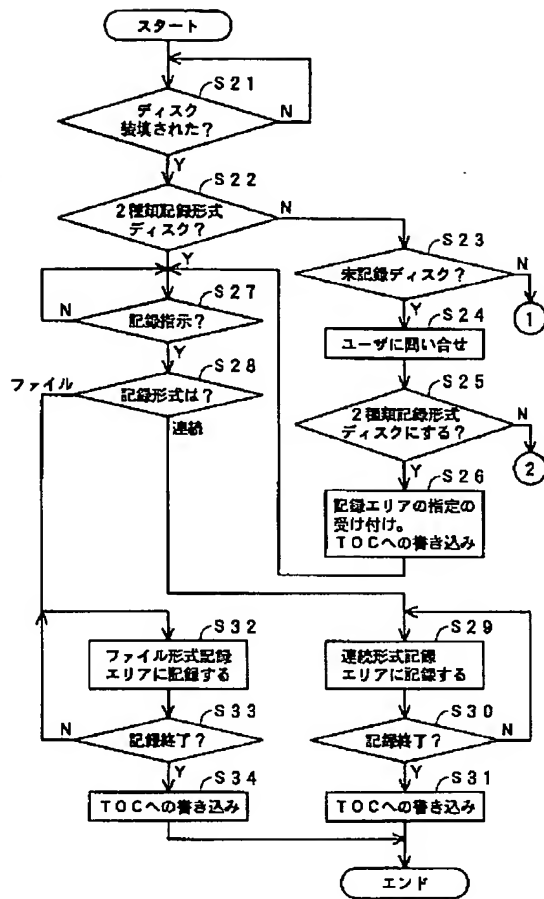 スタート
S21
ディスク
装填された？
N
Y
S22
2種類記録形式
ディスク？
N
Y
S23
未記録ディスク？
N
①
Y
S24
ユーザに問い合せ
S25
2種類記録形式
ディスクにする？
N
②
Y
S26
記録エリアの指定の
受け付け。
TOCへの書き込み
S27
記録指示？
N
Y
S28
記録形式は？
ファイル
連続
S32
ファイル形式記録
エリアに記録する
S33
記録終了？
N
Y
S34
TOCへの書き込み
S29
連続形式記録
エリアに記録する
S30
記録終了？
N
Y
S31
TOCへの書き込み
エンド